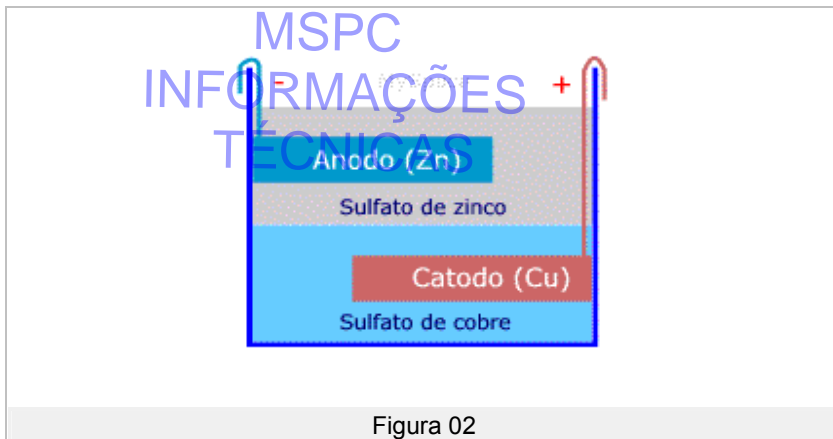 MSPC
INFORMAÇÕES
TÉCNICAS
- +
Anodo (Zn)
Sulfato de zinco
Catodo (Cu)
Sulfato de cobre
Figura 02